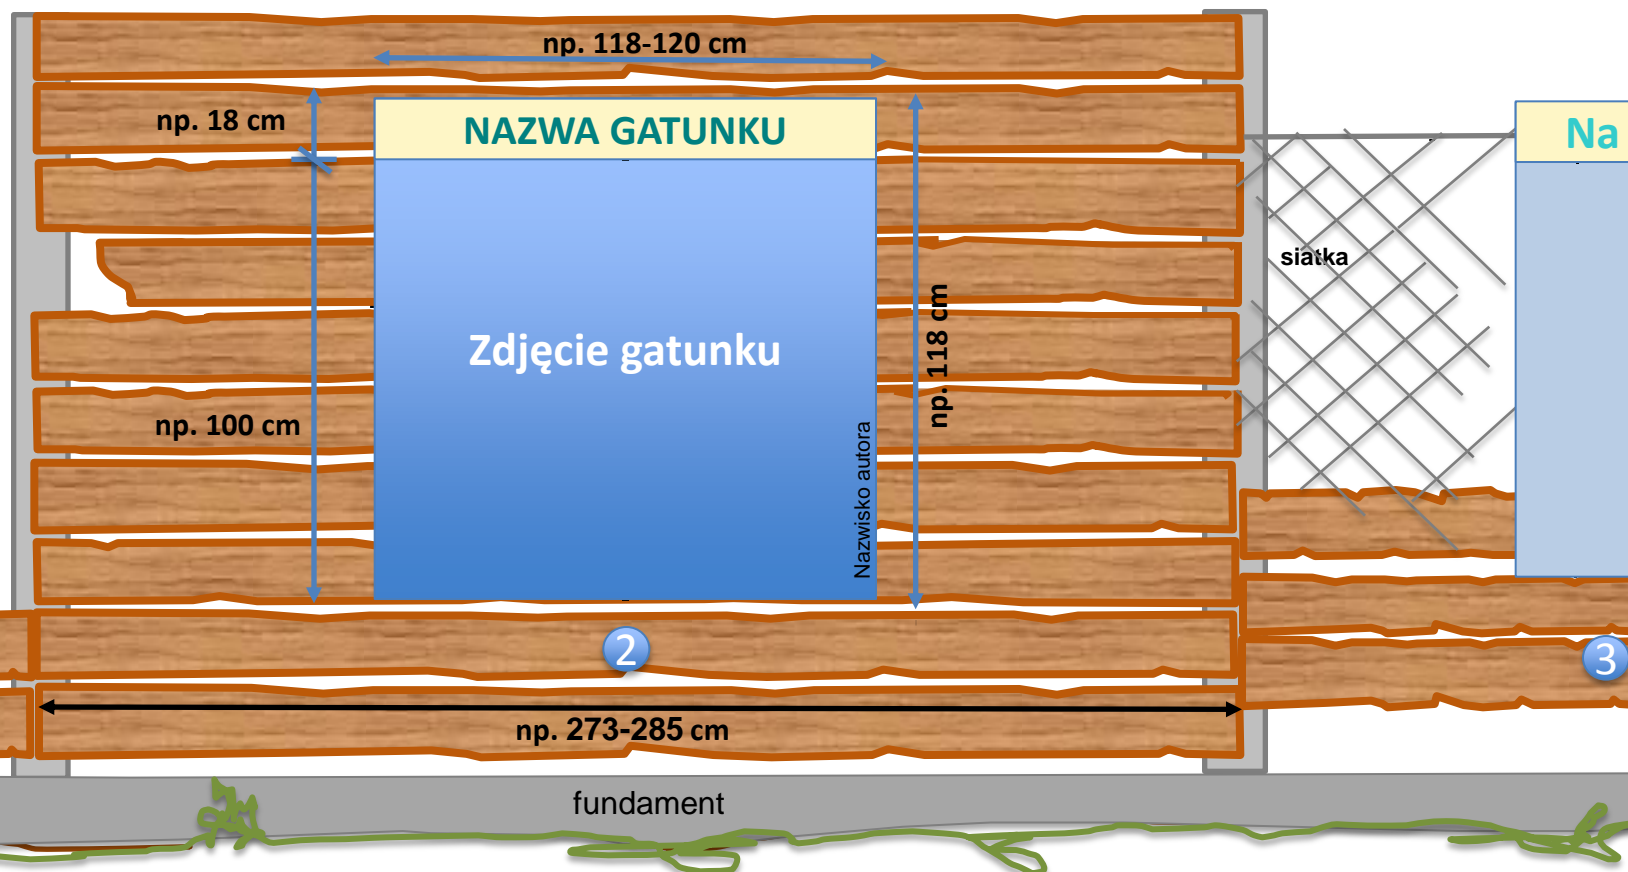 np. 118-120 cm
np. 18 cm
NAZWA GATUNKU
Na
siatka
Zdjęcie gatunku
np. 118 cm
np. 100 cm
Nazwisko autora
2
3
np. 273-285 cm
fundament